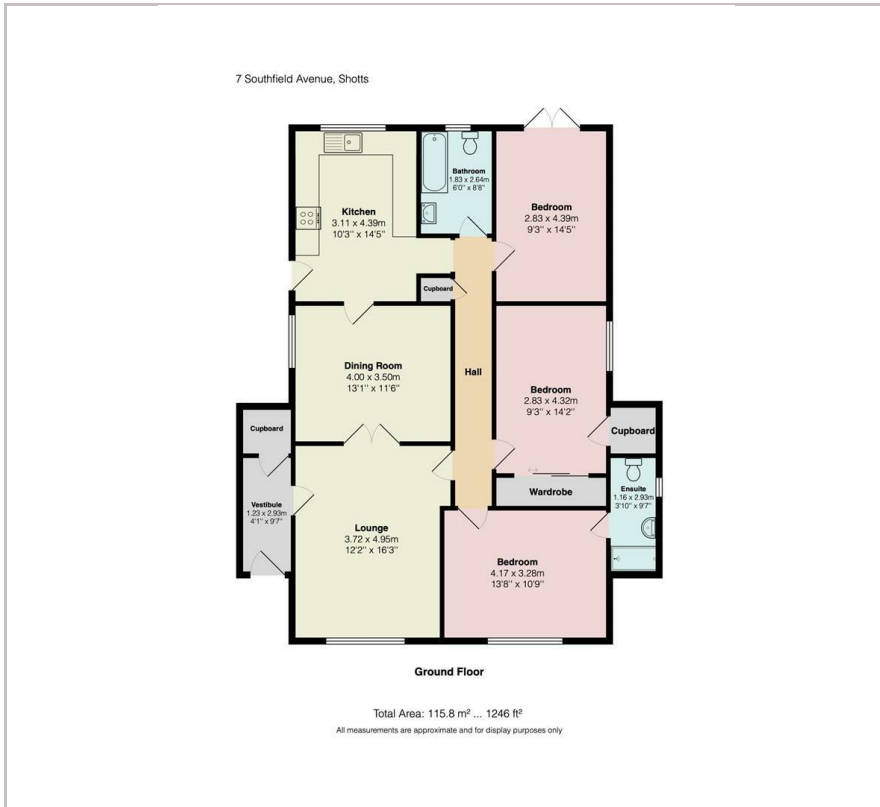 7 Southfield Avenue, Shotts
Kitchen
3.11 x 4.39m
10'3" x 14'5"
Bathroom
1.83 x 2.64m
6'0" x 8'8"
Bedroom
2.83 x 4.39m
9'3" x 14'5"
Cupboard
Dining Room
4.00 x 3.50m
13'1" x 11'6"
Hall
Bedroom
2.83 x 4.32m
9'3" x 14'2"
Cupboard
Cupboard
Vestibule
1.23 x 2.93m
4'1" x 9'7"
Wardrobe
Ensuite
1.16 x 2.93m
3'10" x 9'7"
Lounge
3.72 x 4.95m
12'2" x 16'3"
Bedroom
4.17 x 3.28m
13'8" x 10'9"
Ground Floor
Total Area: 115.8 m² ... 1246 ft²
All measurements are approximate and for display purposes only